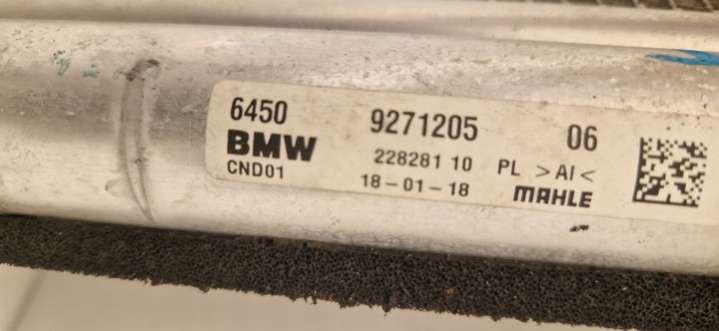 6450 9271205 06
BMW 228281 10 PL >Al<
CND01 18-01-18 MAHLE